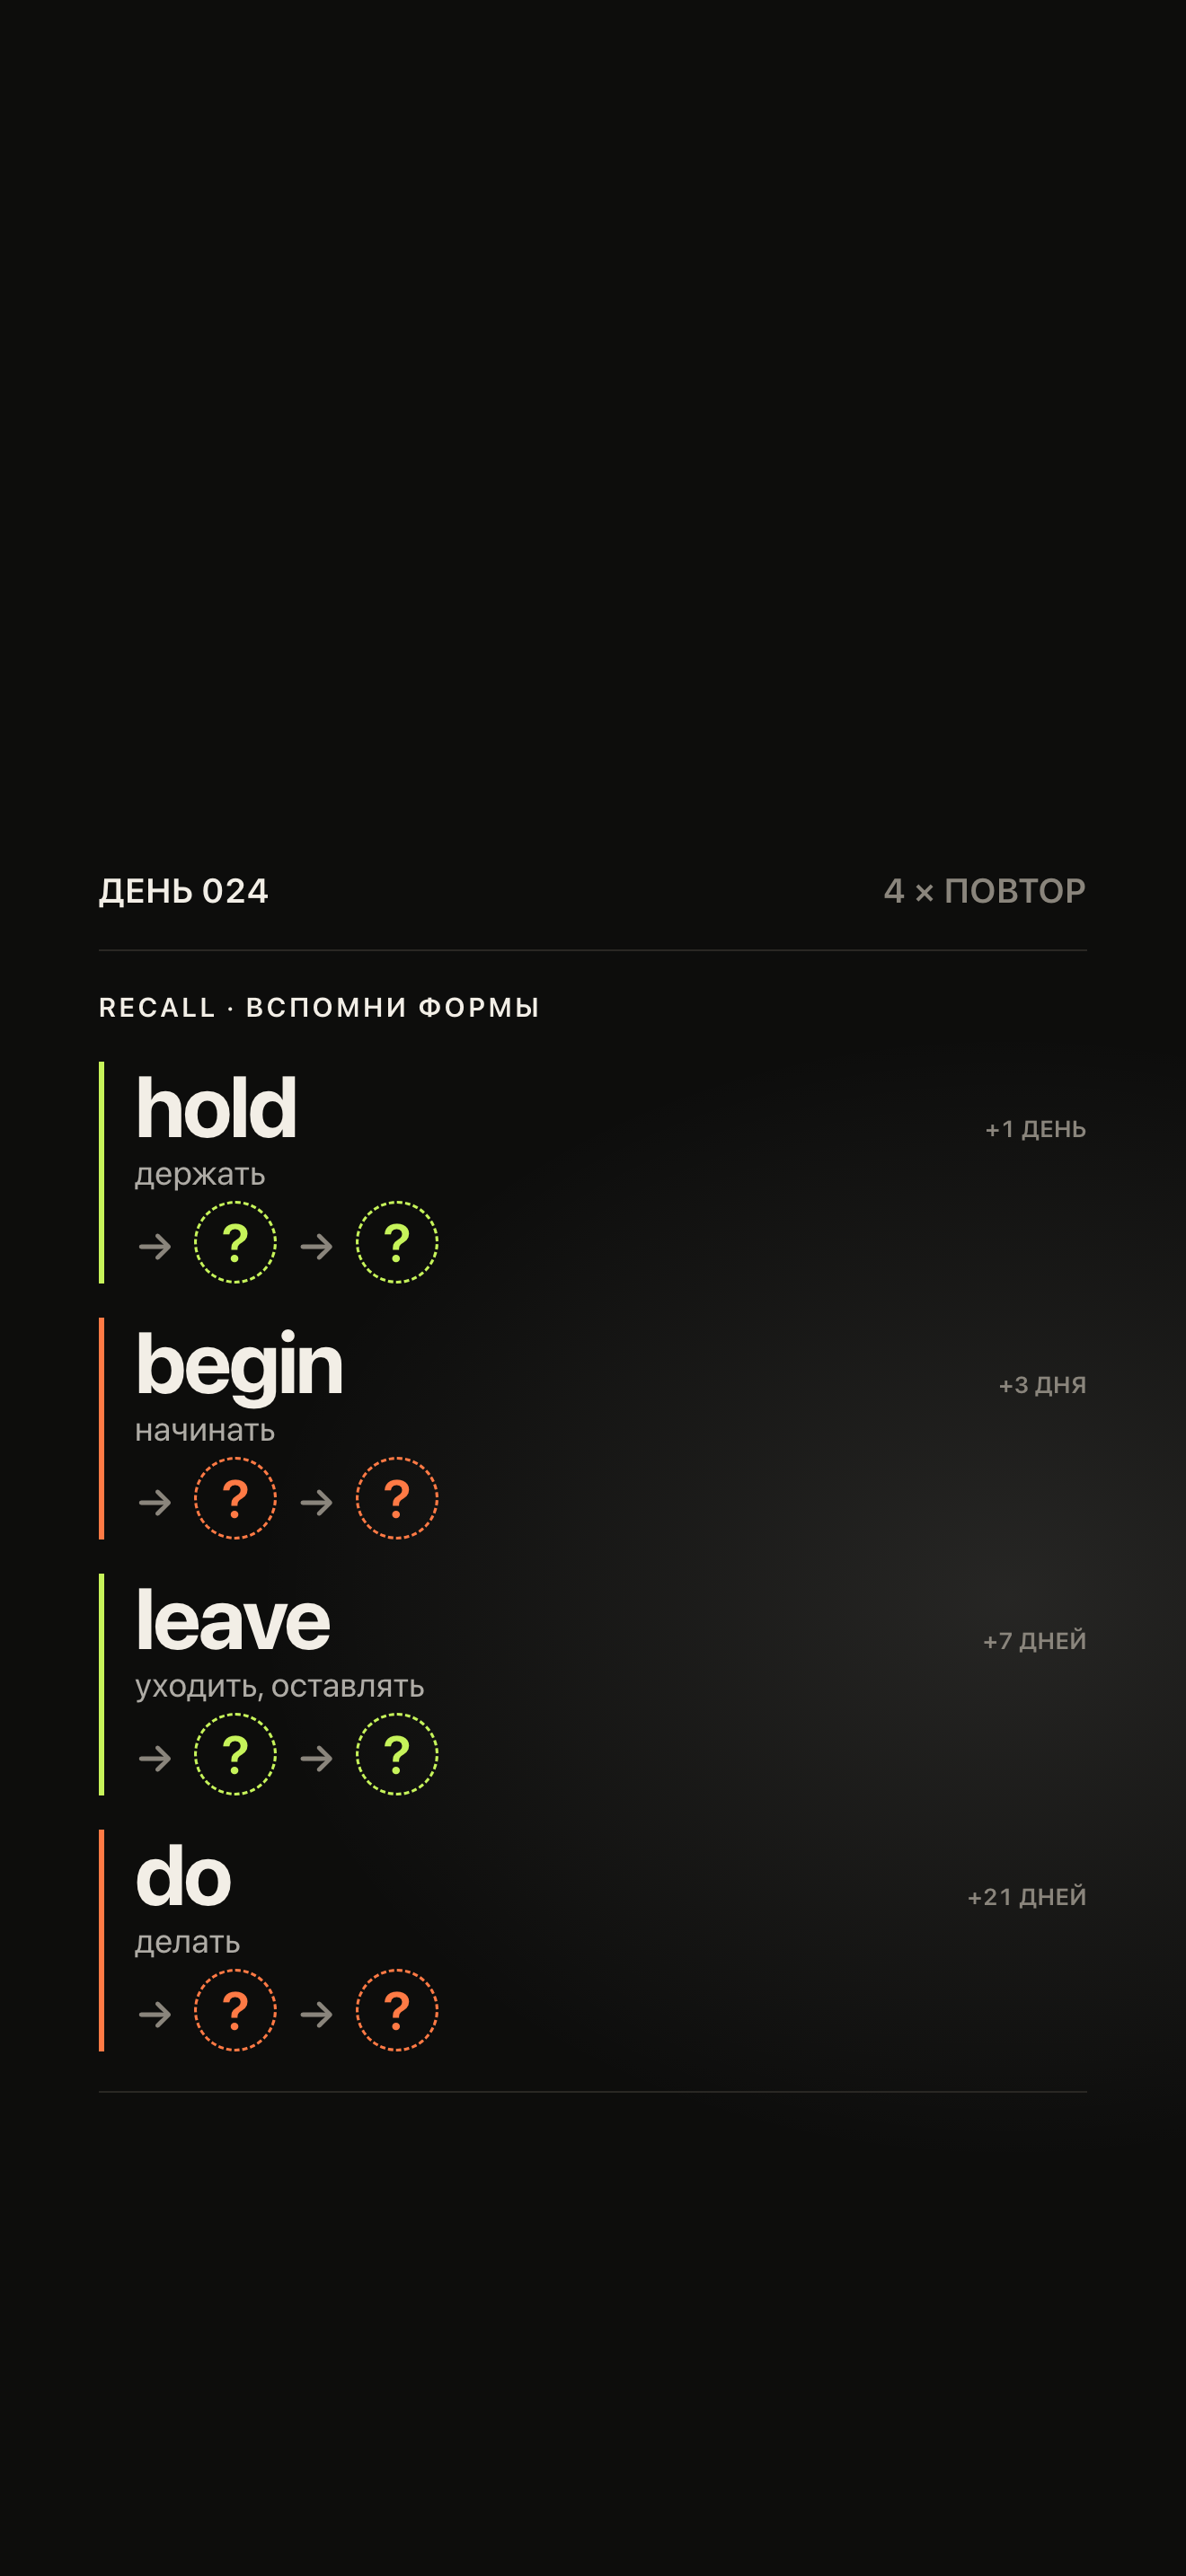 ДЕНЬ 024
4 × ПОВТОР
RECALL · ВСПОМНИ ФОРМЫ
hold
+1 ДЕНЬ
держать
→ ? → ?
begin
+3 ДНЯ
начинать
→ ? → ?
leave
+7 ДНЕЙ
уходить, оставлять
→ ? → ?
do
+21 ДНЕЙ
делать
→ ? → ?